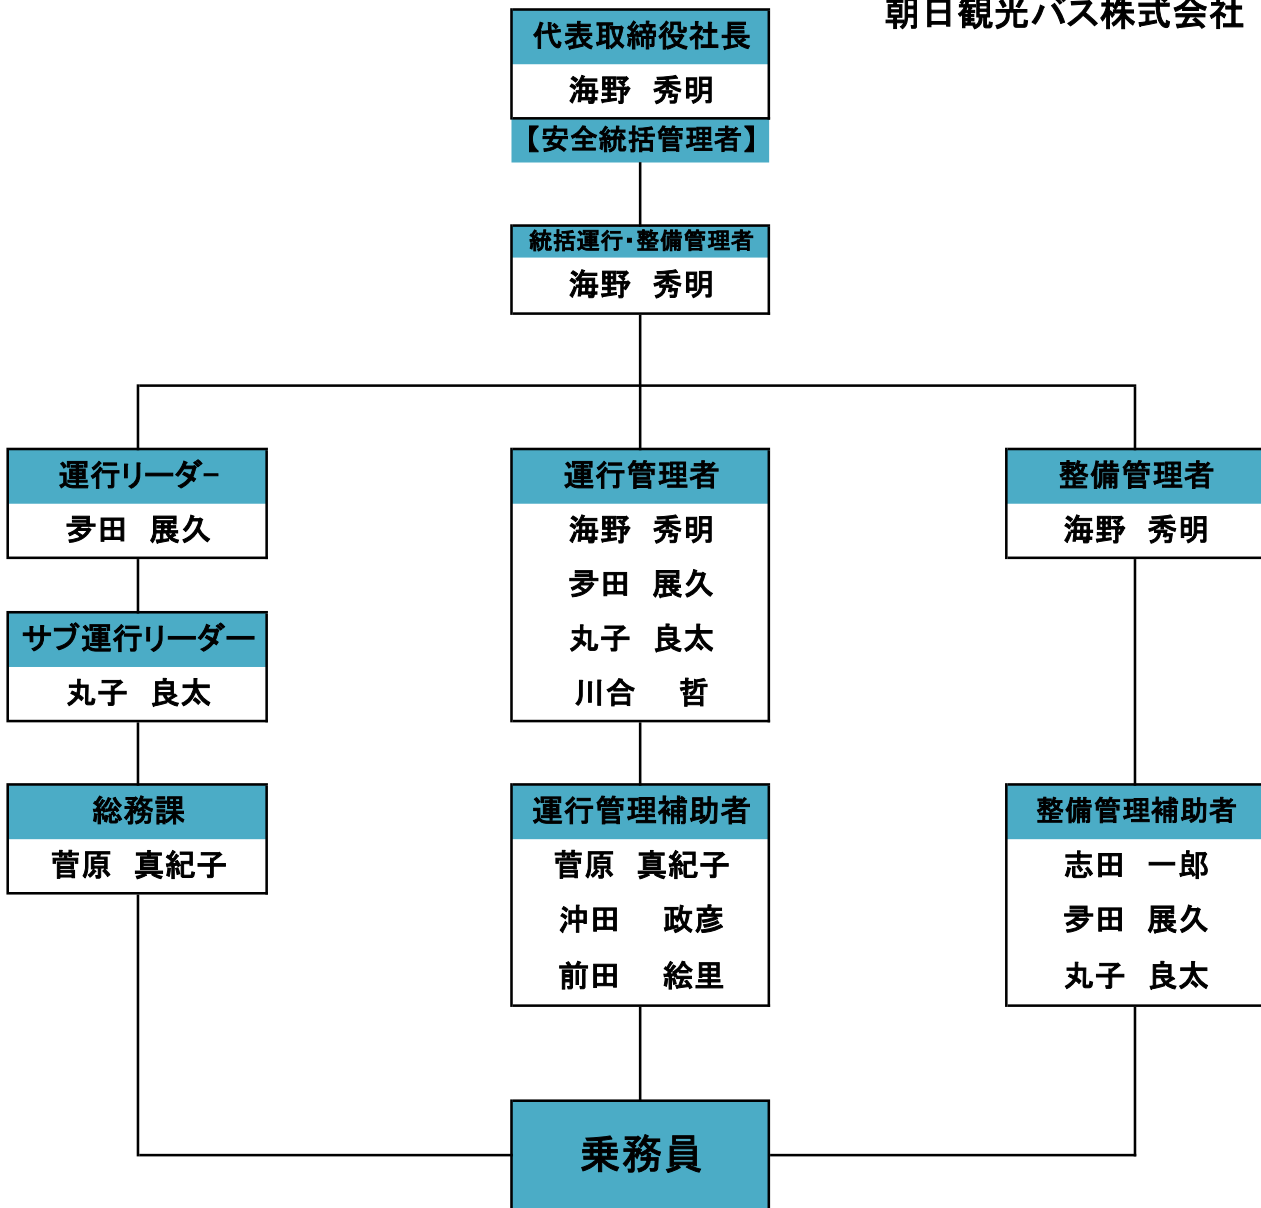 朝日観光バス株式会社
代表取締役社長
海野 秀明
【安全統括管理者】
統括運行・整備管理者
海野 秀明
運行リーダー
夛田 展久
サブ運行リーダー
丸子 良太
総務課
菅原 真紀子
運行管理者
海野 秀明
夛田 展久
丸子 良太
川合 哲
運行管理補助者
菅原 真紀子
沖田 政彦
前田 絵里
整備管理者
海野 秀明
整備管理補助者
志田 一郎
夛田 展久
丸子 良太
乗務員